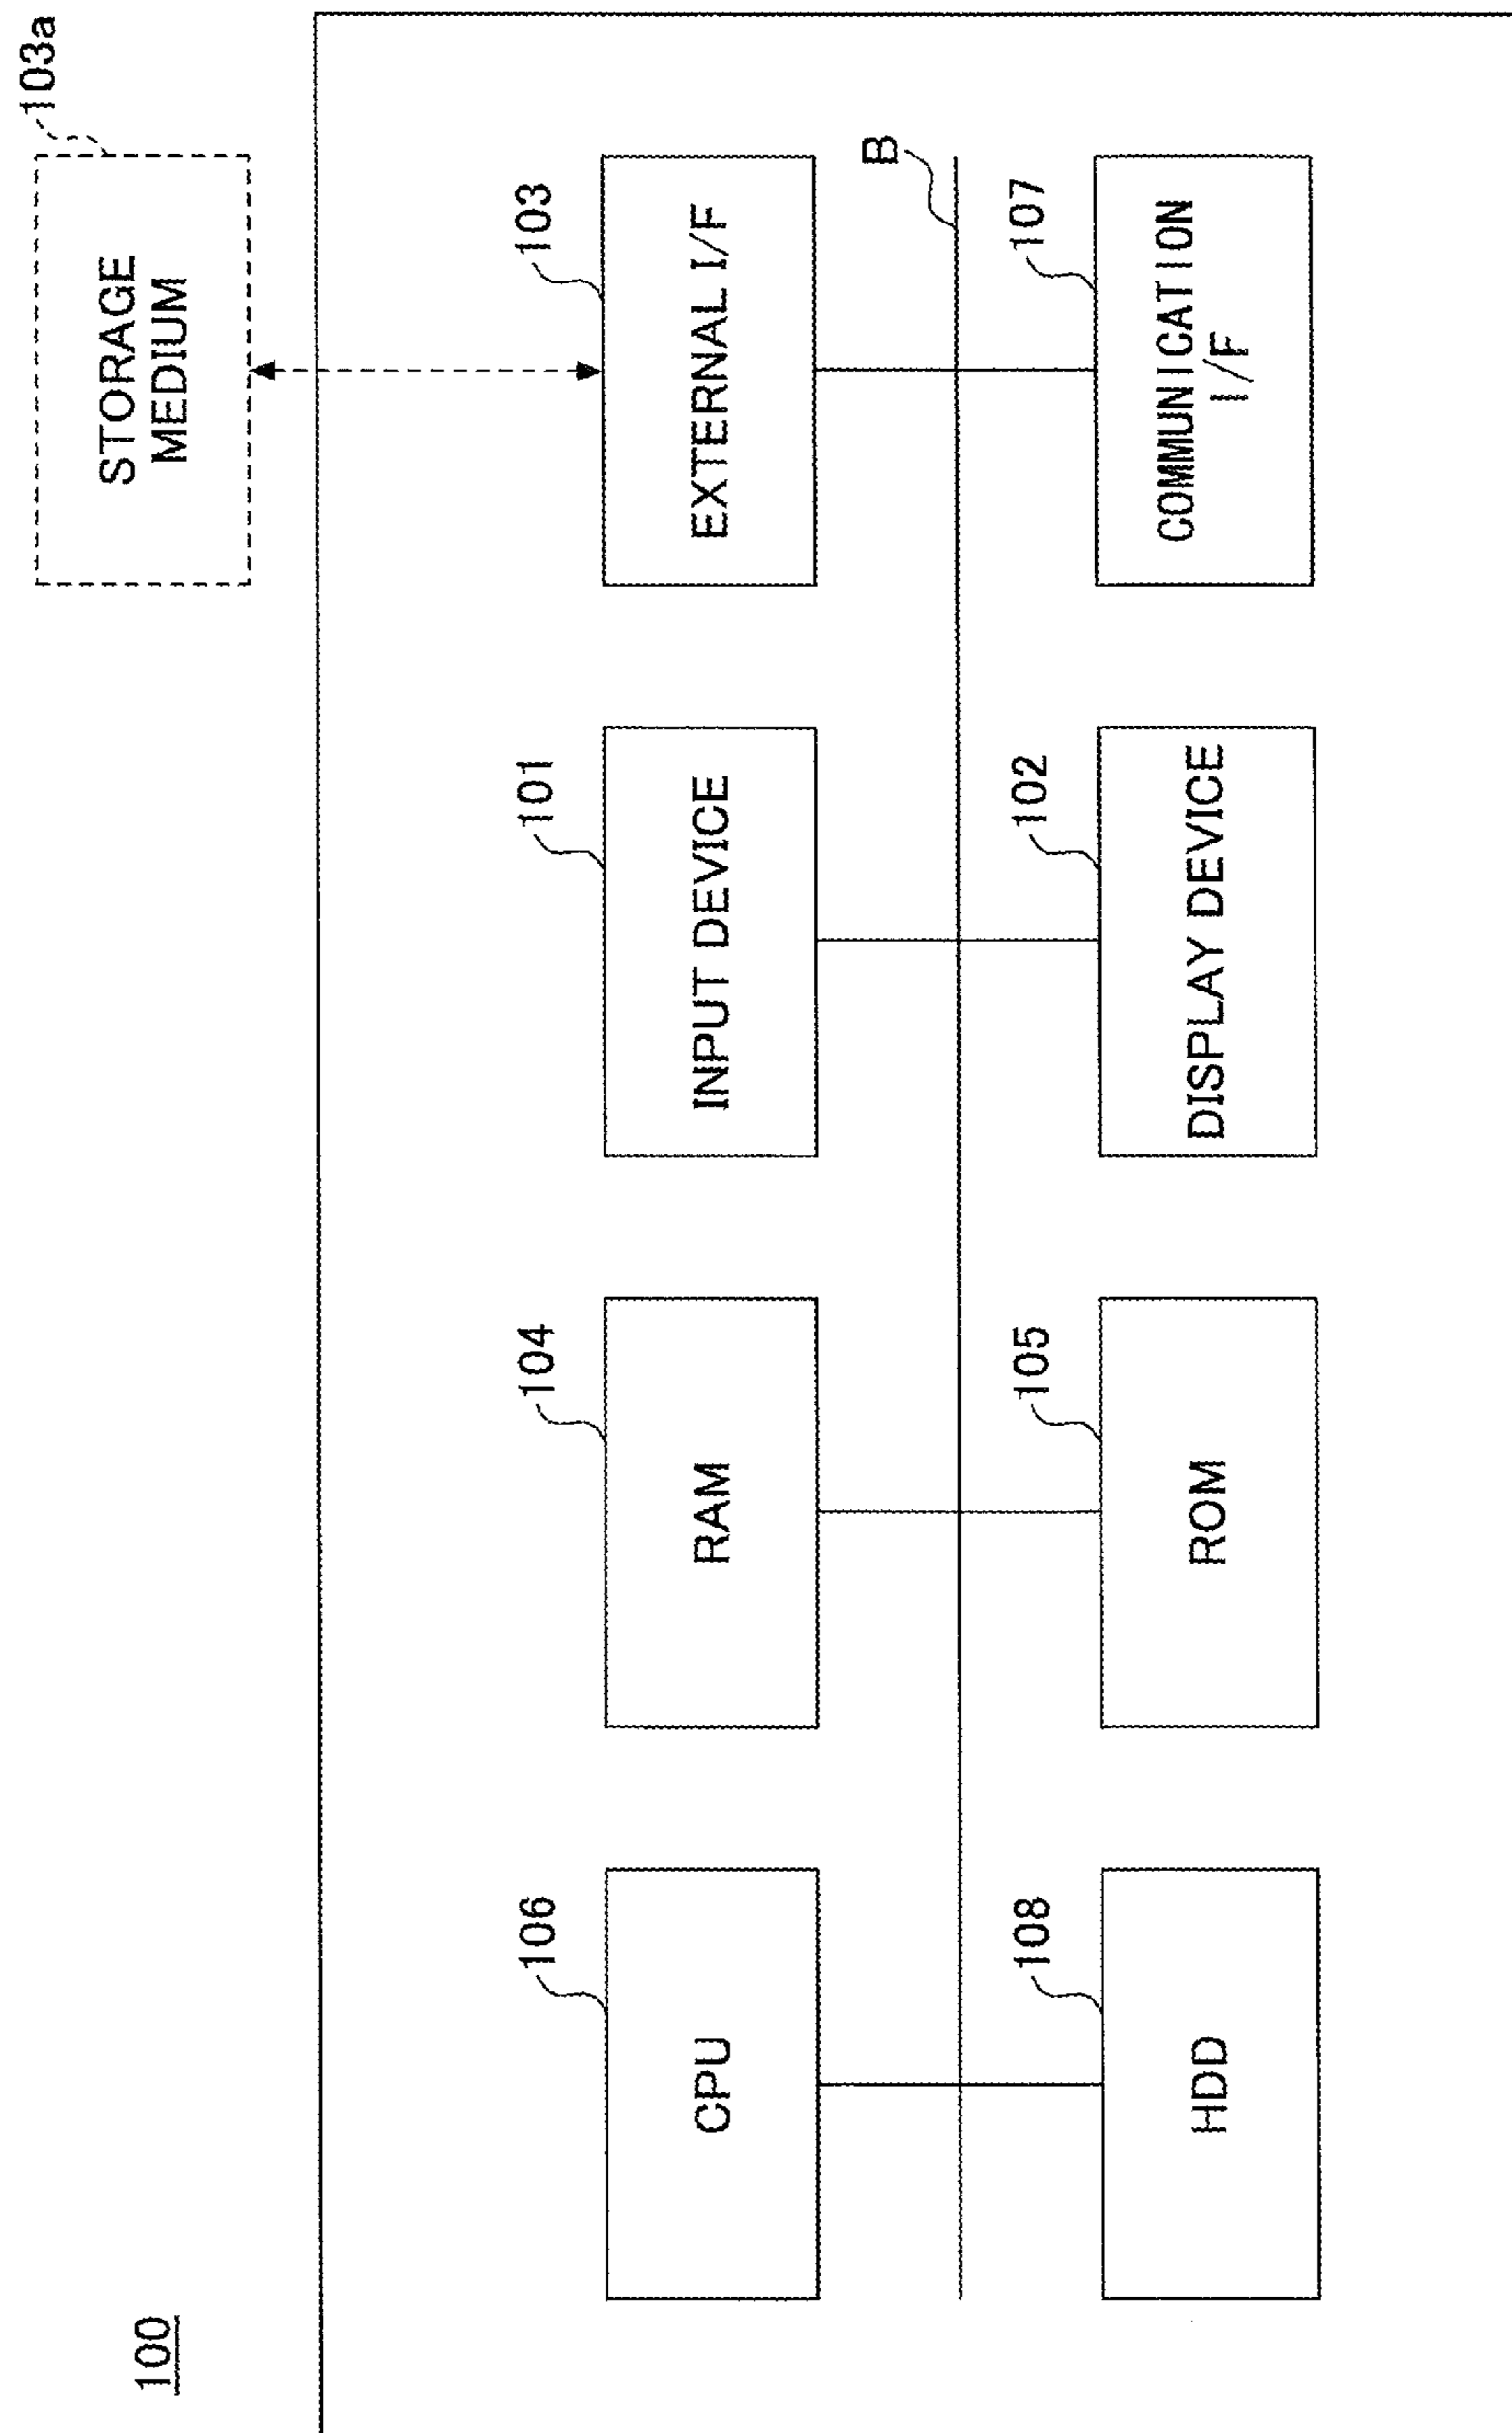 100
103a
STORAGE
MEDIUM
106
CPU
104
RAM
101
INPUT DEVICE
103
EXTERNAL I/F
B
108
HDD
105
ROM
102
DISPLAY DEVICE
107
COMMUNICATION
I/F